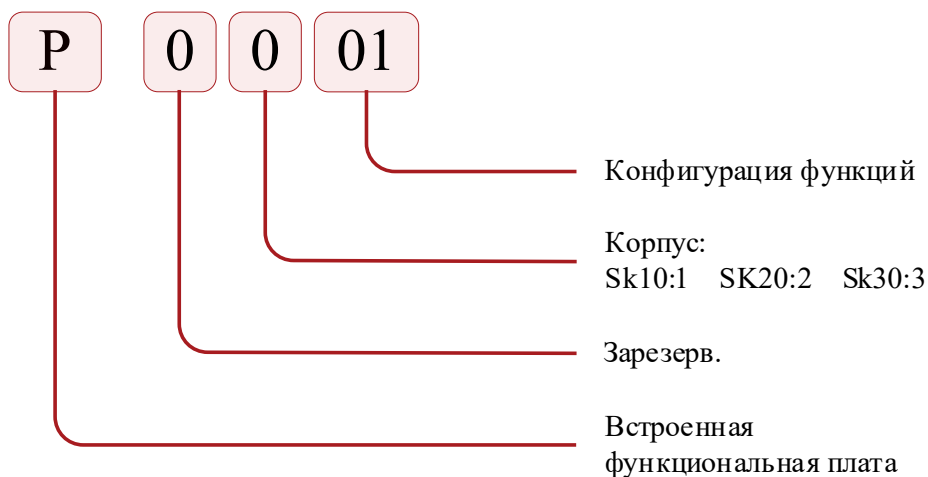 P 0 0 01
Конфигурация функций
Корпус:
Sk10:1 SK20:2 Sk30:3
Зарезерв.
Встроенная
функциональная плата